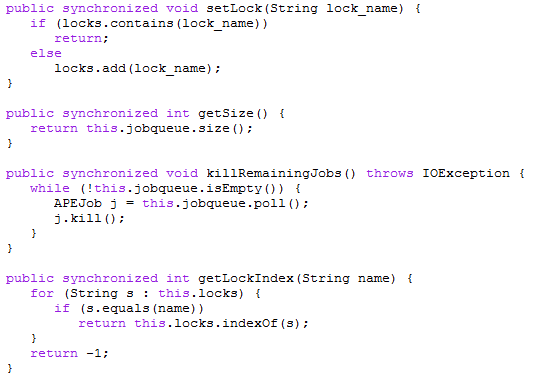 public synchronized void setLock(String lock_name) {
   if (locks.contains(lock_name))
      return;
   else
      locks.add(lock_name);
}

public synchronized int getSize() {
   return this.jobqueue.size();
}

public synchronized void killRemainingJobs() throws IOException {
   while (!this.jobqueue.isEmpty()) {
      APEJob j = this.jobqueue.poll();
      j.kill();
   }
}

public synchronized int getLockIndex(String name) {
   for (String s : this.locks) {
      if (s.equals(name))
         return this.locks.indexOf(s);
   }
   return -1;
}